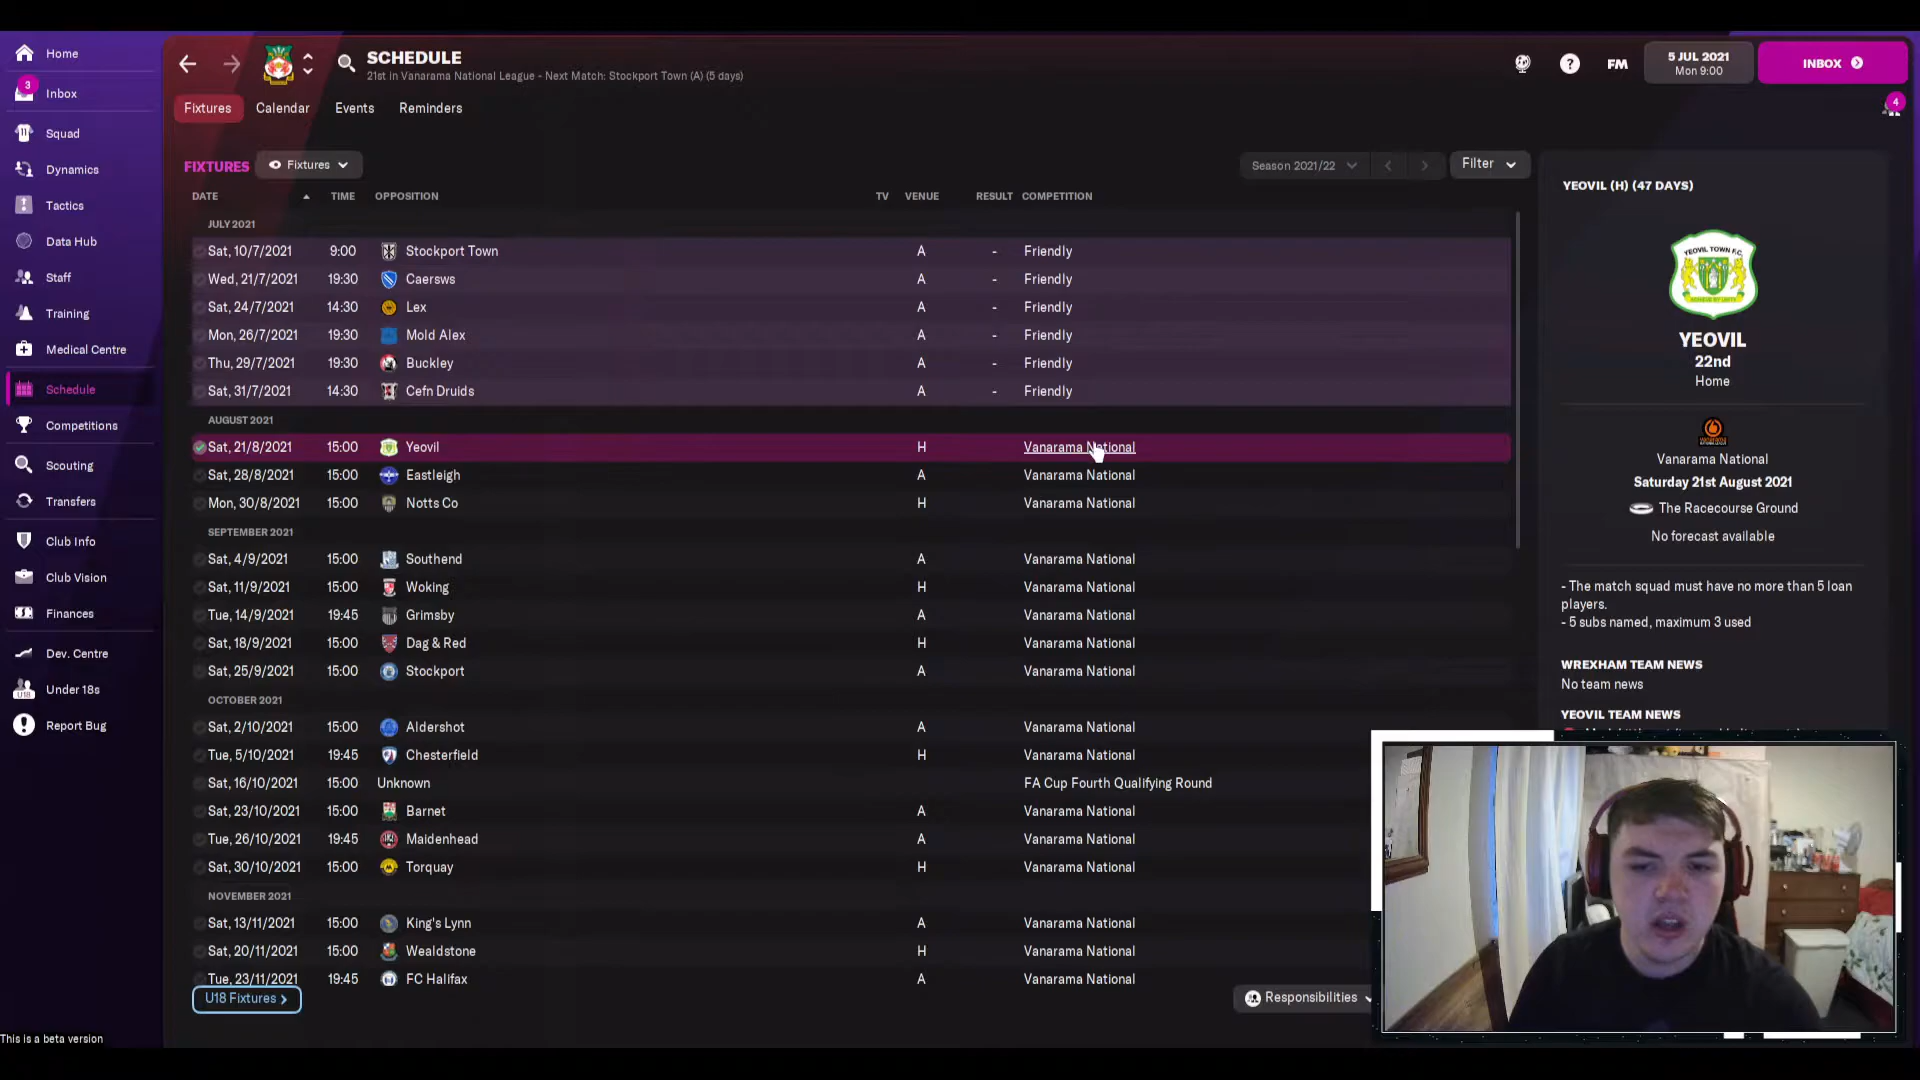 Home
3
Inbox
Squad
Dynamics
Tactics
Data Hub
Staff
Training
Medical Centre
Schedule
Competitions
Scouting
Transfers
Club Info
Club Vision
Finances
Dev. Centre
Under 18s
Report Bug
This is a beta version
SCHEDULE
21st in Vanarama National League - Next Match: Stockport Town (A) (5 days)
FM
5 JUL 2021
Mon 9:00
INBOX
4
Fixtures Calendar Events Reminders
FIXTURES Fixtures Season 2021/22 Filter
DATE TIME OPPOSITION TV VENUE RESULT COMPETITION
JULY 2021
Sat, 10/7/2021 9:00 Stockport Town A - Friendly
Wed, 21/7/2021 19:30 Caersws A - Friendly
Sat, 24/7/2021 14:30 Lex A - Friendly
Mon, 26/7/2021 19:30 Mold Alex A - Friendly
Thu, 29/7/2021 19:30 Buckley A - Friendly
Sat, 31/7/2021 14:30 Cefn Druids A - Friendly
AUGUST 2021
Sat, 21/8/2021 15:00 Yeovil H Vanarama National
Sat, 28/8/2021 15:00 Eastleigh A Vanarama National
Mon, 30/8/2021 15:00 Notts Co H Vanarama National
SEPTEMBER 2021
Sat, 4/9/2021 15:00 Southend A Vanarama National
Sat, 11/9/2021 15:00 Woking H Vanarama National
Tue, 14/9/2021 19:45 Grimsby A Vanarama National
Sat, 18/9/2021 15:00 Dag & Red H Vanarama National
Sat, 25/9/2021 15:00 Stockport A Vanarama National
OCTOBER 2021
Sat, 2/10/2021 15:00 Aldershot A Vanarama National
Tue, 5/10/2021 19:45 Chesterfield H Vanarama National
Sat, 16/10/2021 15:00 Unknown FA Cup Fourth Qualifying Round
Sat, 23/10/2021 15:00 Barnet A Vanarama National
Tue, 26/10/2021 19:45 Maidenhead A Vanarama National
Sat, 30/10/2021 15:00 Torquay H Vanarama National
NOVEMBER 2021
Sat, 13/11/2021 15:00 King's Lynn A Vanarama National
Sat, 20/11/2021 15:00 Wealdstone H Vanarama National
Tue, 23/11/2021 19:45 FC Halifax A Vanarama National
U18 Fixtures
Responsibilities
YEOVIL (H) (47 DAYS)
YEOVIL TOWN F.C.
YEOVIL
22nd
Home
Vanarama National
Saturday 21st August 2021
The Racecourse Ground
No forecast available
- The match squad must have no more than 5 loan
players.
- 5 subs named, maximum 3 used
WREXHAM TEAM NEWS
No team news
YEOVIL TEAM NEWS